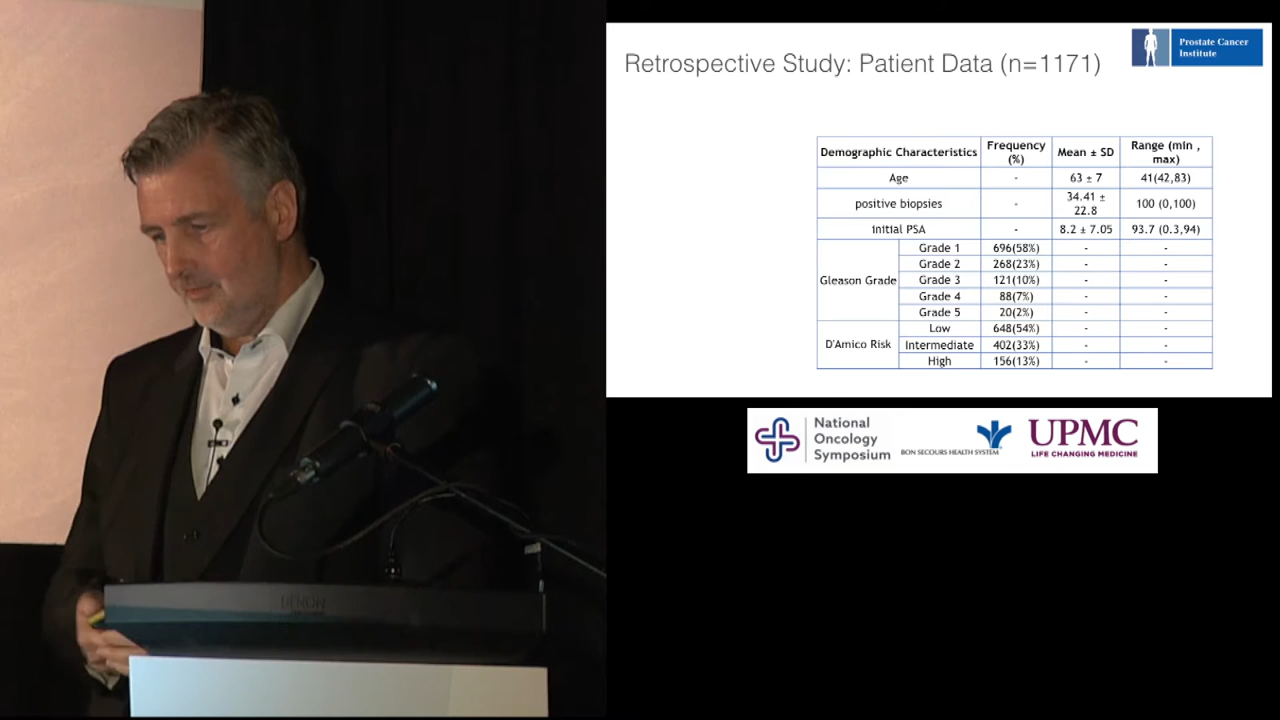 Retrospective Study: Patient Data (n=1171)
Prostate Cancer
Institute
Demographic Characteristics Frequency (%) Mean ± SD Range (min , max)
Age - 63 ± 7 41(42,83)
positive biopsies - 34.41 ± 22.8 100 (0,100)
initial PSA - 8.2 ± 7.05 93.7 (0.3,94)
Gleason Grade
Grade 1 696(58%) - -
Grade 2 268(23%) - -
Grade 3 121(10%) - -
Grade 4 88(7%) - -
Grade 5 20(2%) - -
D'Amico Risk
Low 648(54%) - -
Intermediate 402(33%) - -
High 156(13%) - -
National
Oncology
Symposium
BON SECOURS HEALTH SYSTEM
UPMC
LIFE CHANGING MEDICINE
DENON